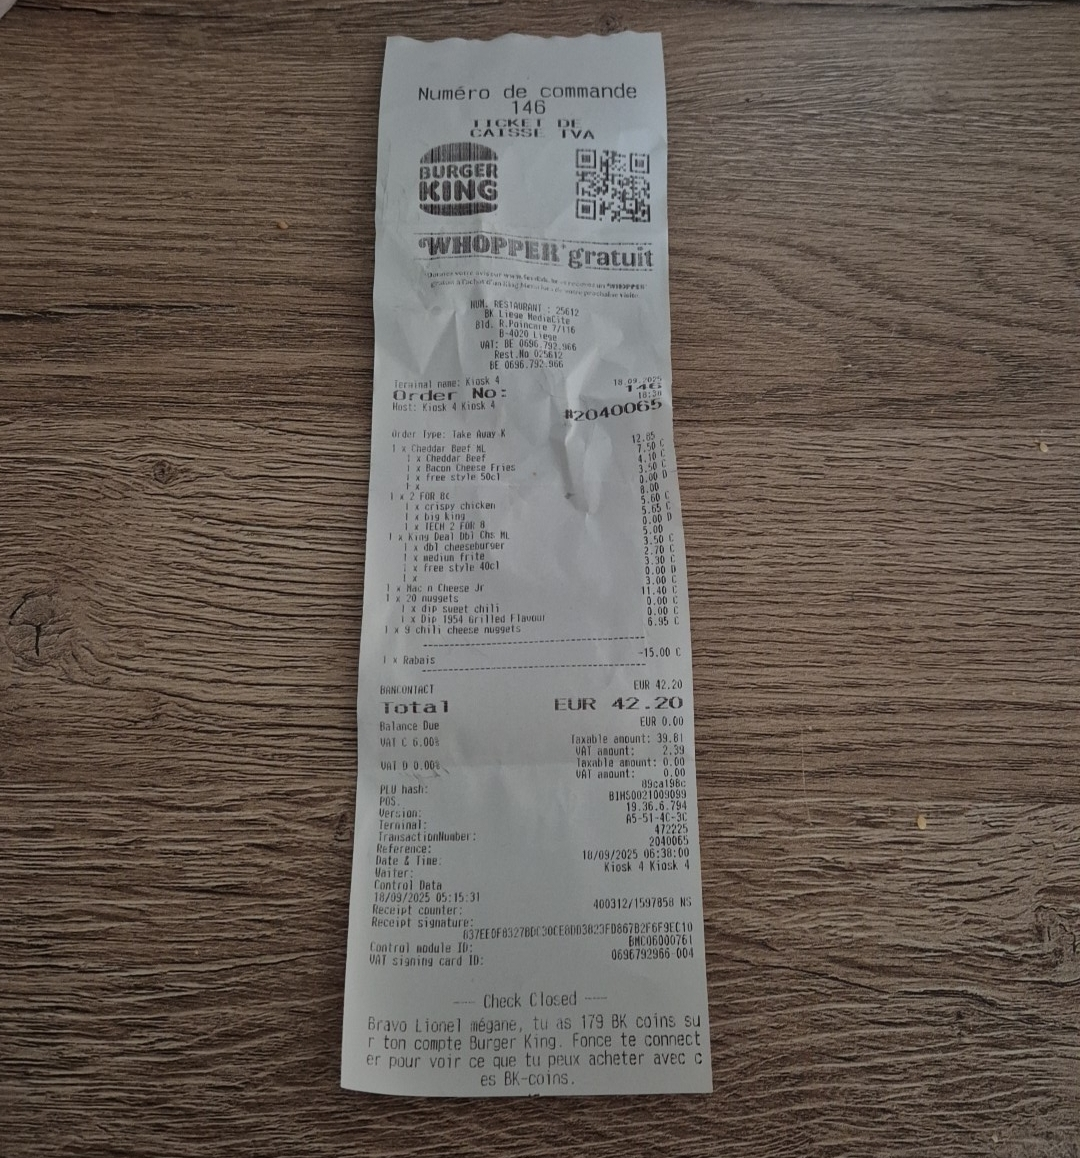 Numéro de commande
146
TICKET DE
CAISSE TVA
BURGER
KING
"WHOPPER" gratuit
NUM. RESTAURANT : 25612
BK Liege MediaCite
Bld. R.Poincare 7/116
B-4020 Liege
VAT: BE 0696.792.966
Rest.No 025612
BE 0696.792.966
Terminal name: Kiosk 4 18.09.2025
Order No: 146
18:38
Host: Kiosk 4 Kiosk 4 #2040065
Order Type: Take Away K
1 x Cheddar Beef ML 12.85
1 x Cheddar Beef 7.50 C
1 x Bacon Cheese Fries 4.10 C
1 x free style 50cl 3.50 C
1 x 0.00 D
1 x 2 FOR 8€ 8.00
1 x crispy chicken 5.60 C
1 x big king 5.65 C
1 x TECH 2 FOR 8 0.00 D
1 x King Deal Dbl Chs ML 5.00
1 x dbl cheeseburger 3.50 C
1 x medium frite 2.70 C
1 x free style 40cl 3.30 C
1 x 0.00 D
1 x Mac n Cheese Jr 3.00 C
1 x 20 nuggets 11.40 C
1 x dip sweet chili 0.00 C
1 x Dip 1954 Grilled Flavour 0.00 C
1 x 9 chili cheese nuggets 6.95 C
1 x Rabais -15.00 C
BANCONTACT EUR 42.20
Total EUR 42.20
Balance Due EUR 0.00
VAT C 6.00% Taxable amount: 39.81
VAT amount: 2.39
VAT D 0.00% Taxable amount: 0.00
VAT amount: 0.00
PLU hash: 89ca198c
POS. BIHS0021009099
Version: 19.36.6.794
Terminal: A5-51-4C-3C
TransactionNumber: 472225
Reference: 2040065
Date & Time: 18/09/2025 06:38:00
Waiter: Kiosk 4 Kiosk 4
Control Data
18/09/2025 05:15:31
Receipt counter: 400312/1597858 NS
Receipt signature:
Control module ID: BMC06000761
VAT signing card ID: 0696792966-004
---- Check Closed ----
Bravo Lionel mégane, tu as 179 BK coins su
r ton compte Burger King. Fonce te connect
er pour voir ce que tu peux acheter avec c
es BK-coins.